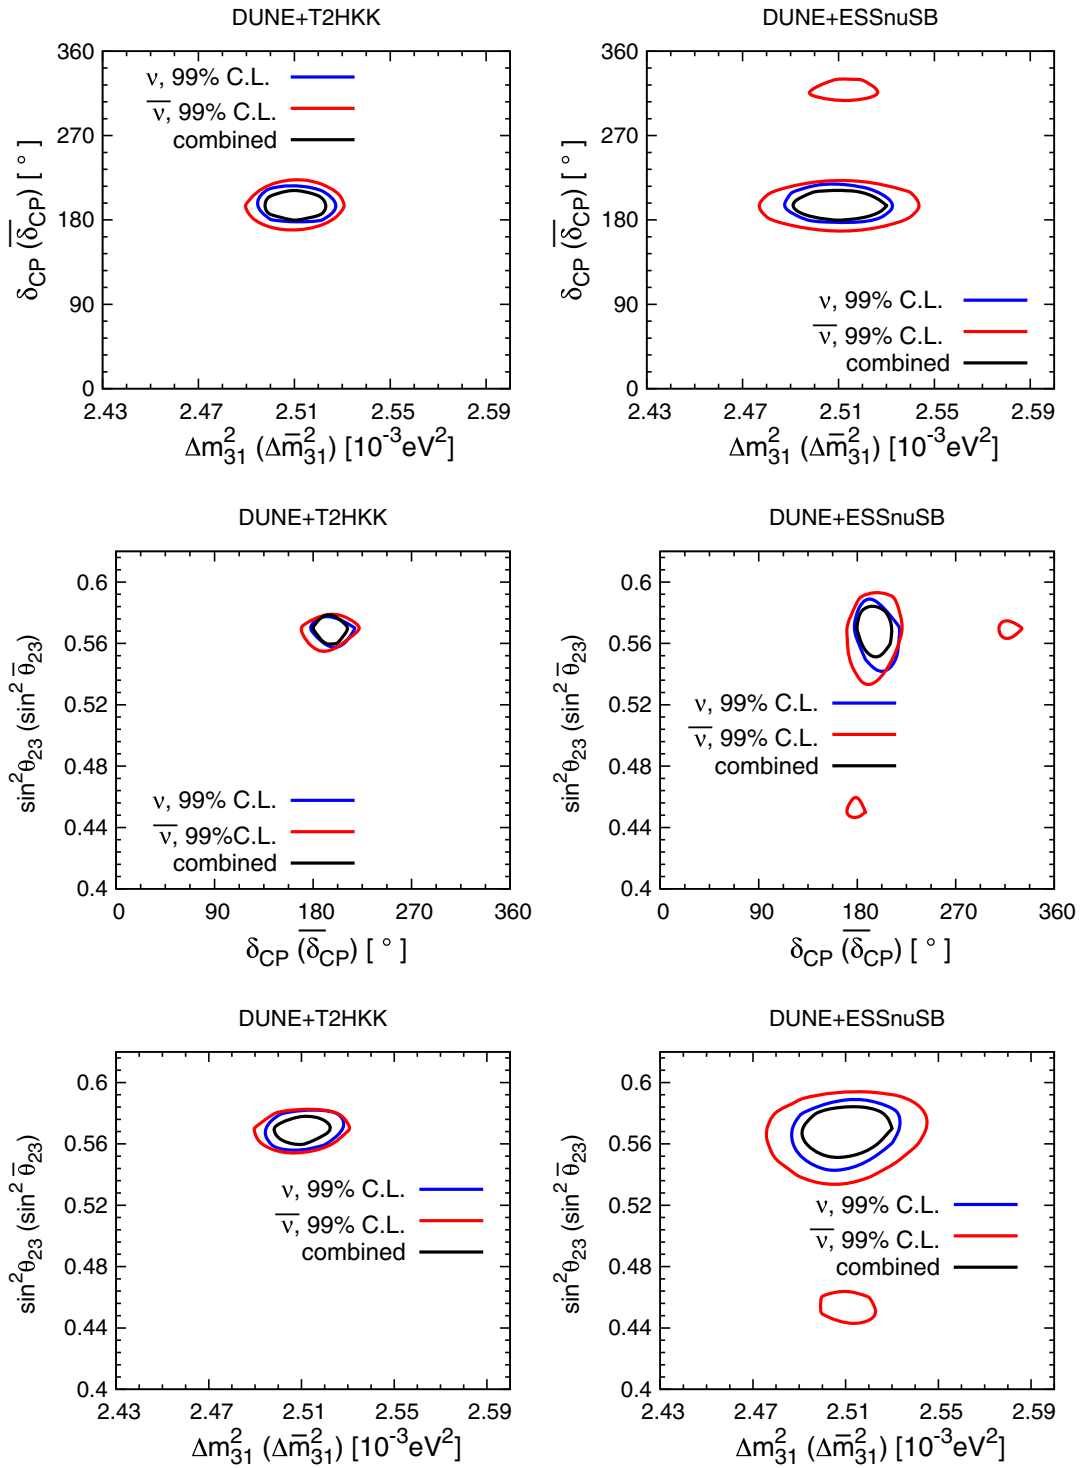 DUNE+T2HKK
DUNE+ESSnuSB
360
270
180
90
0
δCP (δ̅CP) [ ° ]
ν, 99% C.L.
ν̅, 99% C.L.
combined
2.43 2.47 2.51 2.55 2.59
Δm²₃₁ (Δm̅²₃₁) [10⁻³eV²]
360
270
180
90
0
δCP (δ̅CP) [ ° ]
ν, 99% C.L.
ν̅, 99% C.L.
combined
2.43 2.47 2.51 2.55 2.59
Δm²₃₁ (Δm̅²₃₁) [10⁻³eV²]
DUNE+T2HKK
DUNE+ESSnuSB
0.6
0.56
0.52
0.48
0.44
0.4
sin²θ₂₃ (sin²θ̅₂₃)
ν, 99% C.L.
ν̅, 99%C.L.
combined
0 90 180 270 360
δCP (δ̅CP) [ ° ]
0.6
0.56
0.52
0.48
0.44
0.4
sin²θ₂₃ (sin²θ̅₂₃)
ν, 99% C.L.
ν̅, 99% C.L.
combined
0 90 180 270 360
δCP (δ̅CP) [ ° ]
DUNE+T2HKK
DUNE+ESSnuSB
0.6
0.56
0.52
0.48
0.44
0.4
sin²θ₂₃ (sin²θ̅₂₃)
ν, 99% C.L.
ν̅, 99% C.L.
combined
2.43 2.47 2.51 2.55 2.59
Δm²₃₁ (Δm̅²₃₁) [10⁻³eV²]
0.6
0.56
0.52
0.48
0.44
0.4
sin²θ₂₃ (sin²θ̅₂₃)
ν, 99% C.L.
ν̅, 99% C.L.
combined
2.43 2.47 2.51 2.55 2.59
Δm²₃₁ (Δm̅²₃₁) [10⁻³eV²]